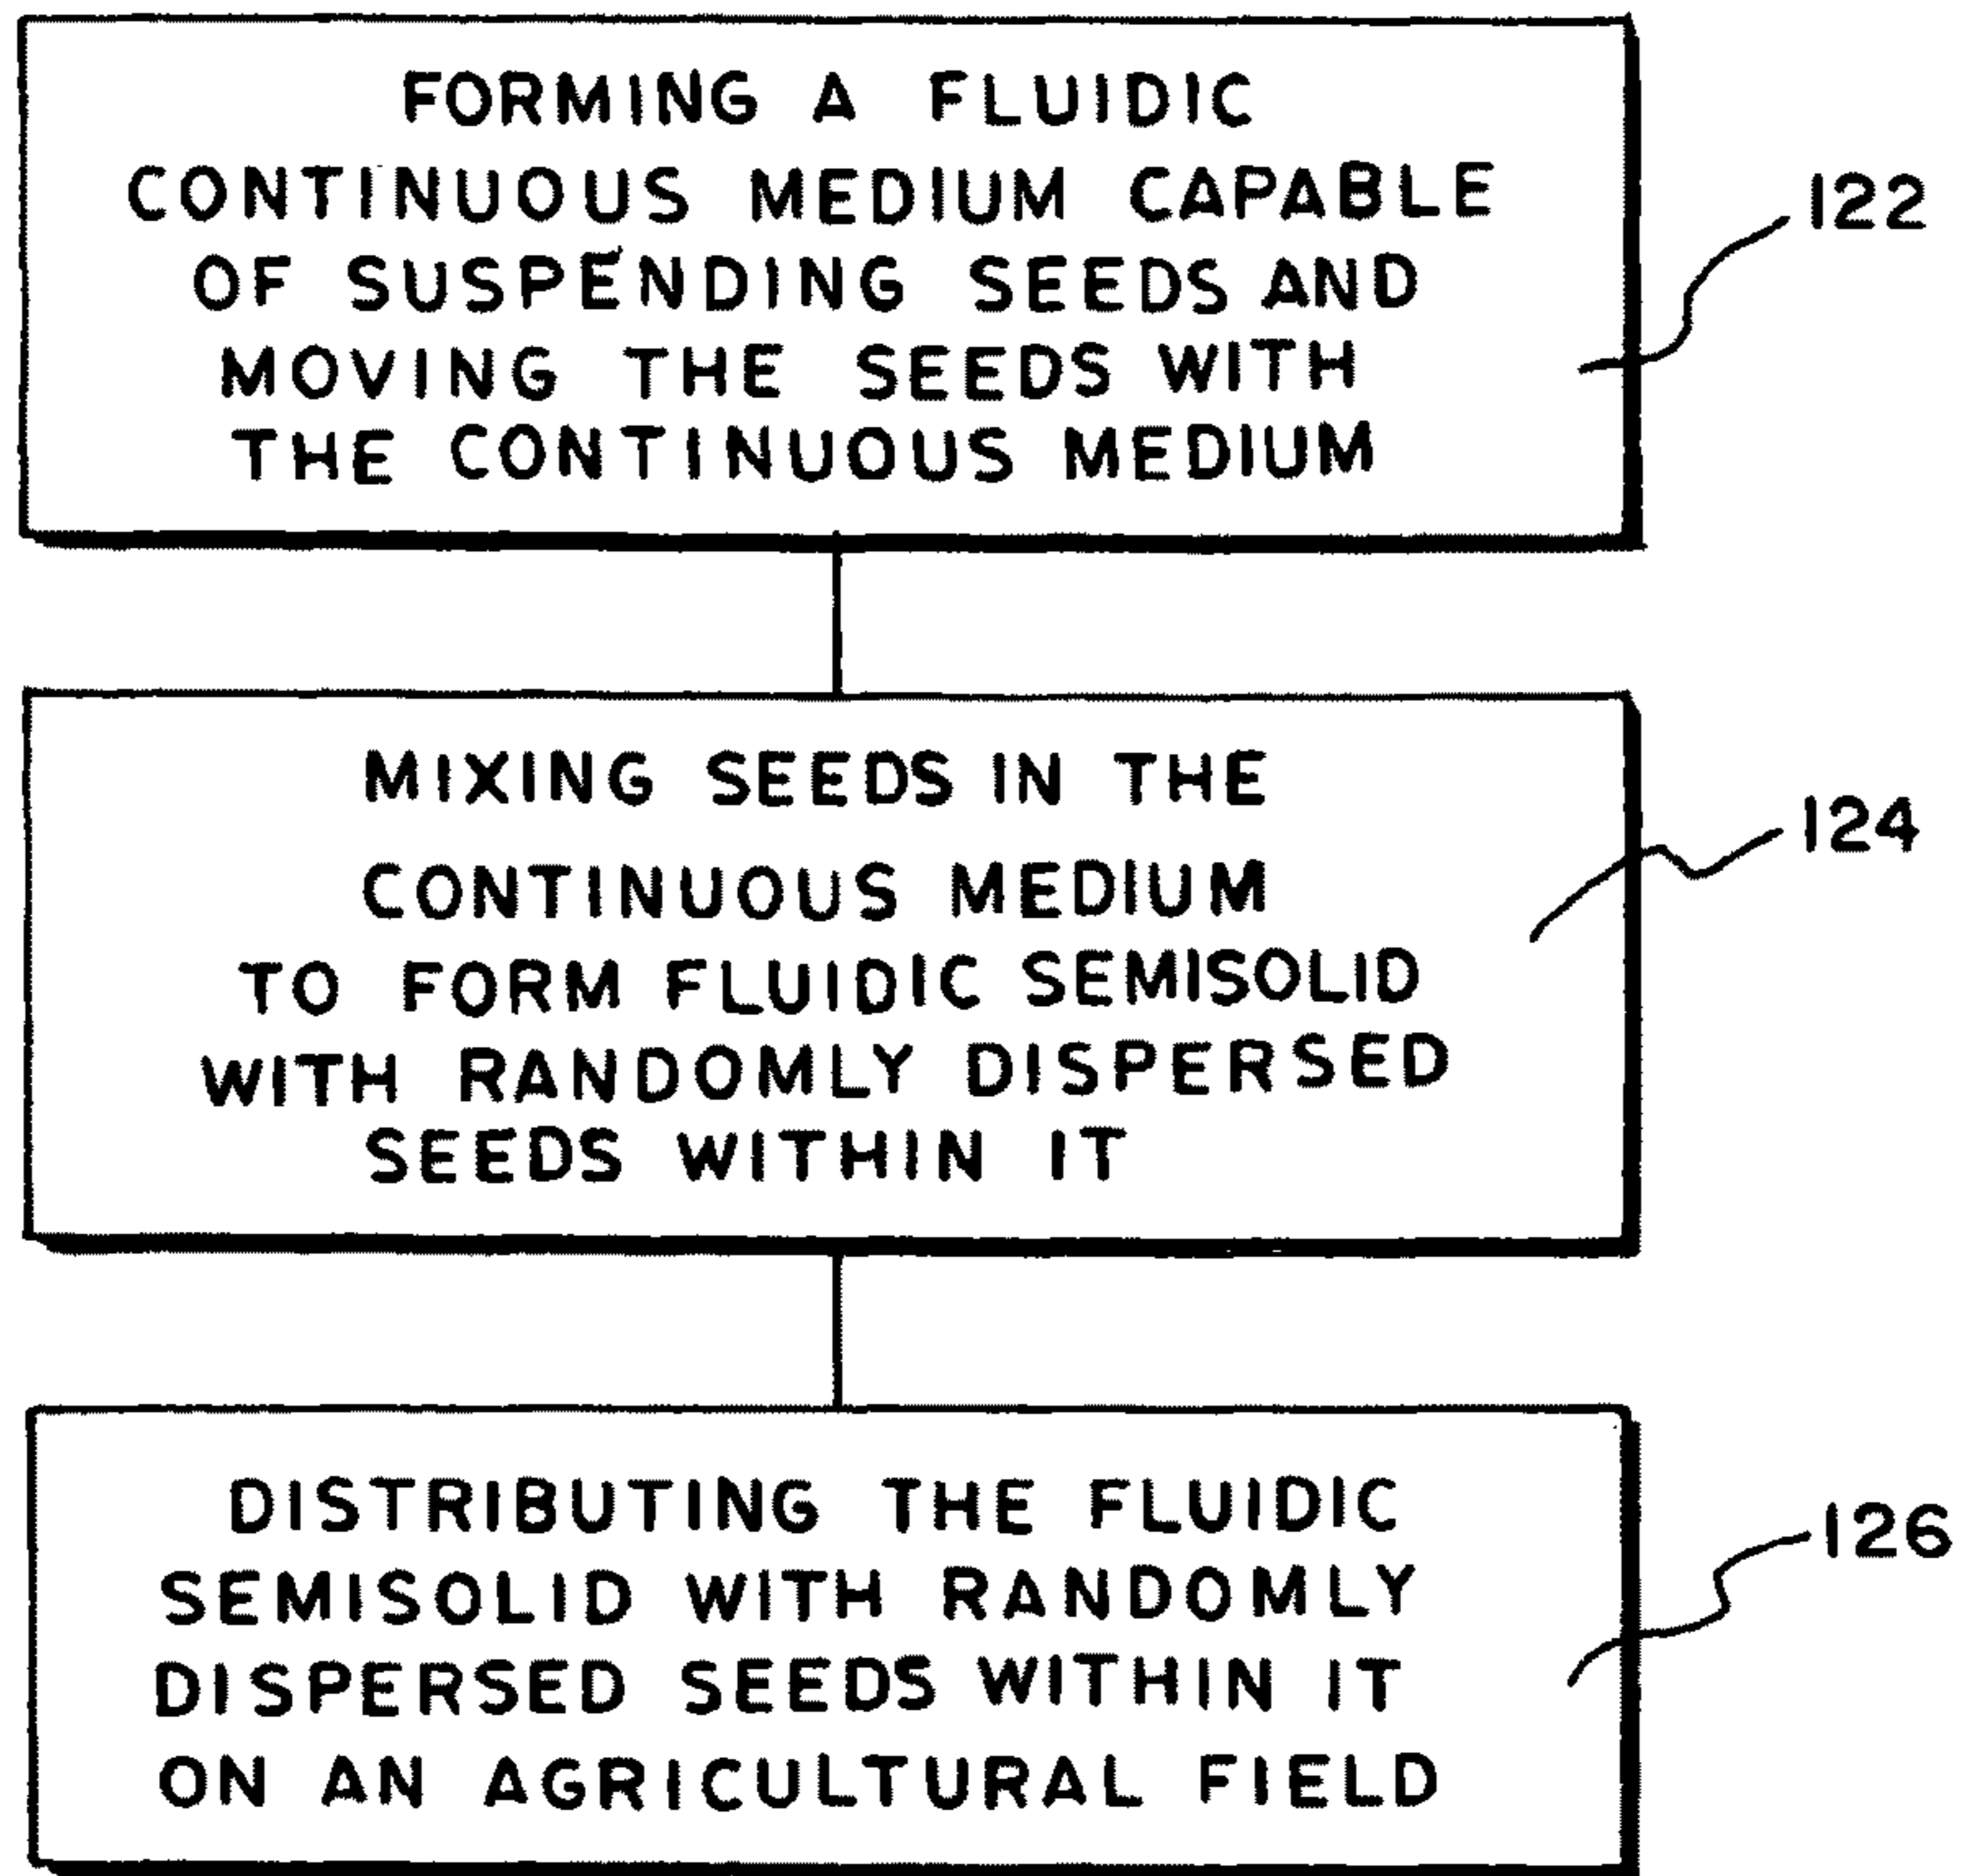 FORMING A FLUIDIC
CONTINUOUS MEDIUM CAPABLE
OF SUSPENDING SEEDS AND
MOVING THE SEEDS WITH
THE CONTINUOUS MEDIUM
122
MIXING SEEDS IN THE
CONTINUOUS MEDIUM
TO FORM FLUIDIC SEMISOLID
WITH RANDOMLY DISPERSED
SEEDS WITHIN IT
124
DISTRIBUTING THE FLUIDIC
SEMISOLID WITH RANDOMLY
DISPERSED SEEDS WITHIN IT
ON AN AGRICULTURAL FIELD
126